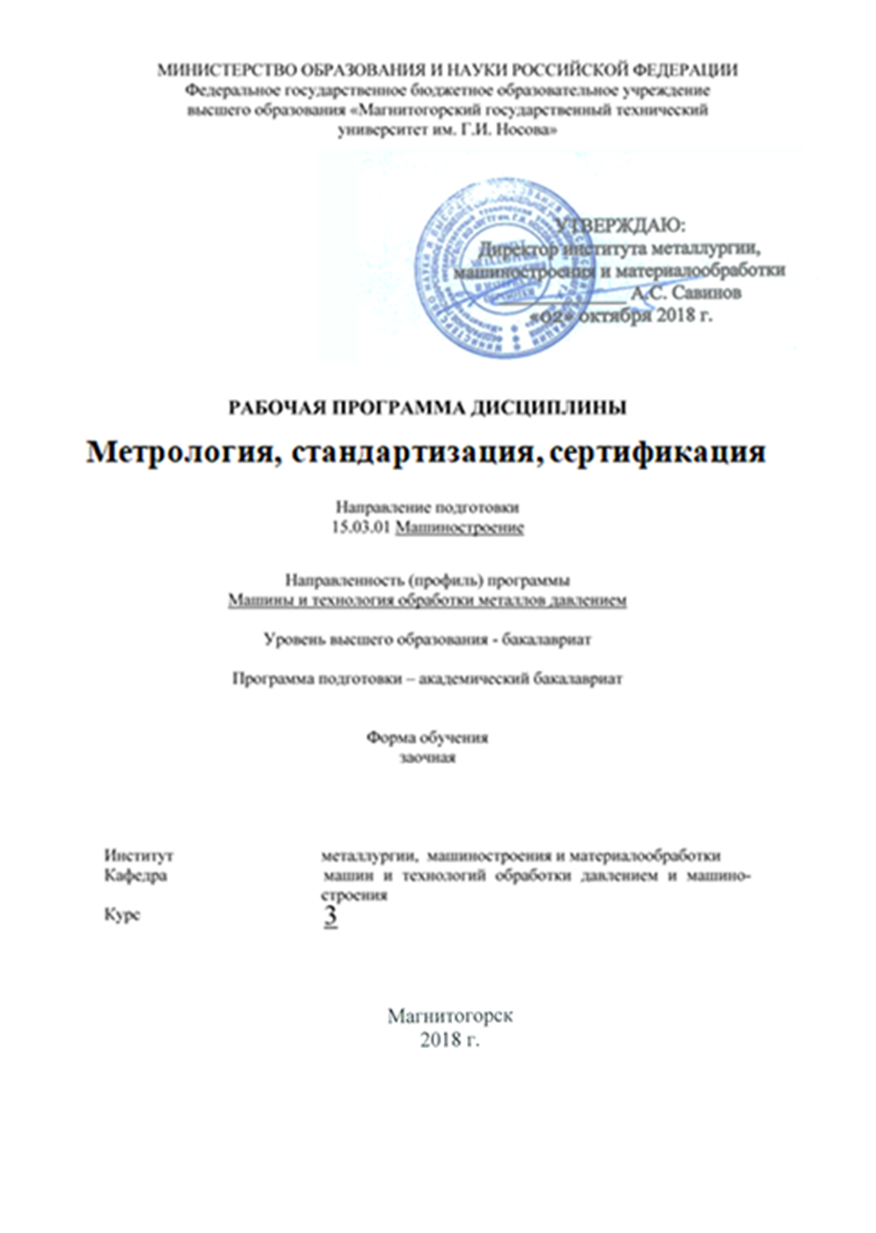 МИНИСТЕРСТВО ОБРАЗОВАНИЯ И НАУКИ РОССИЙСКОЙ ФЕДЕРАЦИИ
Федеральное государственное бюджетное образовательное учреждение
высшего образования «Магнитогорский государственный технический
университет им. Г.И. Носова»
УТВЕРЖДАЮ:
Директор института металлургии,
машиностроения и материалообработки
А.С. Савинов
«02» октября 2018 г.
РАБОЧАЯ ПРОГРАММА ДИСЦИПЛИНЫ
Метрология, стандартизация, сертификация
Направление подготовки
15.03.01 Машиностроение
Направленность (профиль) программы
Машины и технология обработки металлов давлением
Уровень высшего образования - бакалавриат
Программа подготовки – академический бакалавриат
Форма обучения
заочная
Институт металлургии, машиностроения и материалообработки
Кафедра машин и технологий обработки давлением и машино-
строения
Курс 3
Магнитогорск
2018 г.